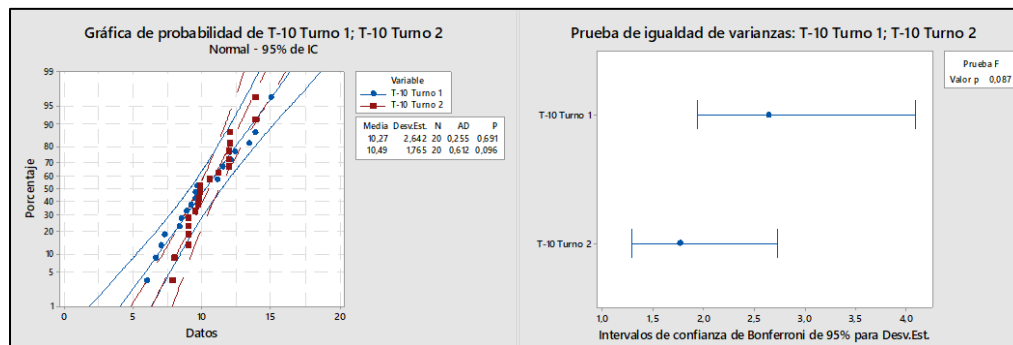 Gráfica de probabilidad de T-10 Turno 1; T-10 Turno 2
Normal - 95% de IC
99
95
90
80
70
60
50
40
30
20
10
5
1
Porcentaje
0
5
10
15
20
Datos
Variable
T-10 Turno 1
T-10 Turno 2
Media Desv.Est. N AD P
10,27 2,642 20 0,255 0,691
10,49 1,765 20 0,612 0,096
Prueba de igualdad de varianzas: T-10 Turno 1; T-10 Turno 2
Prueba F
Valor p 0,087
T-10 Turno 1
T-10 Turno 2
1,0 1,5 2,0 2,5 3,0 3,5 4,0
Intervalos de confianza de Bonferroni de 95% para Desv.Est.